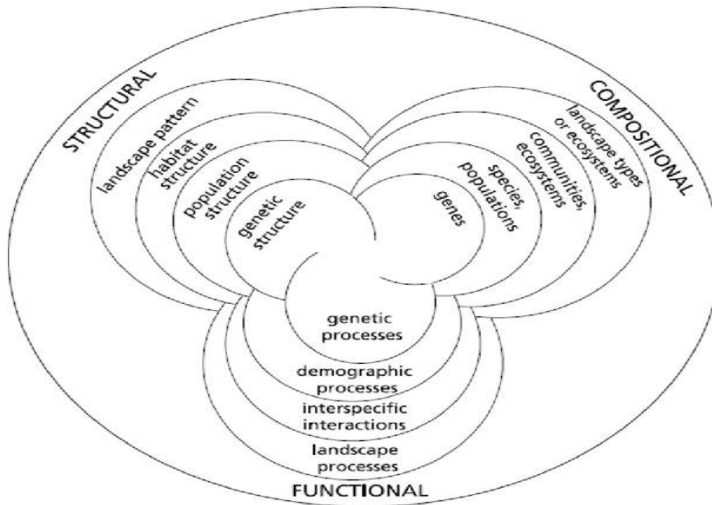 STRUCTURAL
landscape pattern
habitat
structure
population
structure
genetic
structure
COMPOSITIONAL
landscape types
or ecosystems
communities,
ecosystems
species,
populations
genes
genetic
processes
demographic
processes
interspecific
interactions
landscape
processes
FUNCTIONAL